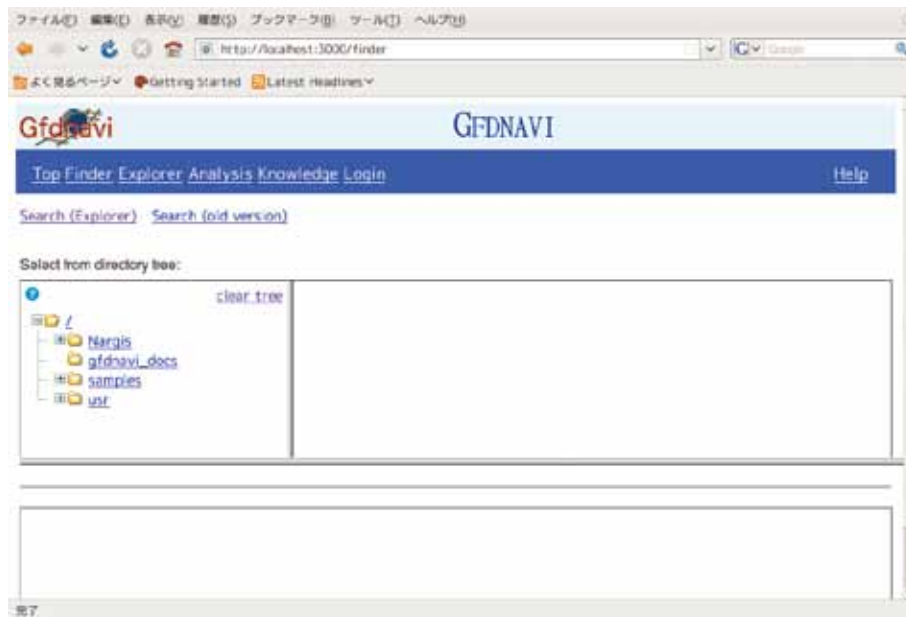 ファイル(F) 編集(E) 表示(V) 履歴(S) ブックマーク(B) ツール(T) ヘルプ(H)
http://localhost:3000/finder
Google
よく見るページ Getting Started Latest Headlines
Gfdnavi GFDNAVI
Top Finder Explorer Analysis Knowledge Login Help
Search (Explorer) Search (old version)
Select from directory tree:
clear tree
/
Nargis
gfdnavi_docs
samples
usr
完了